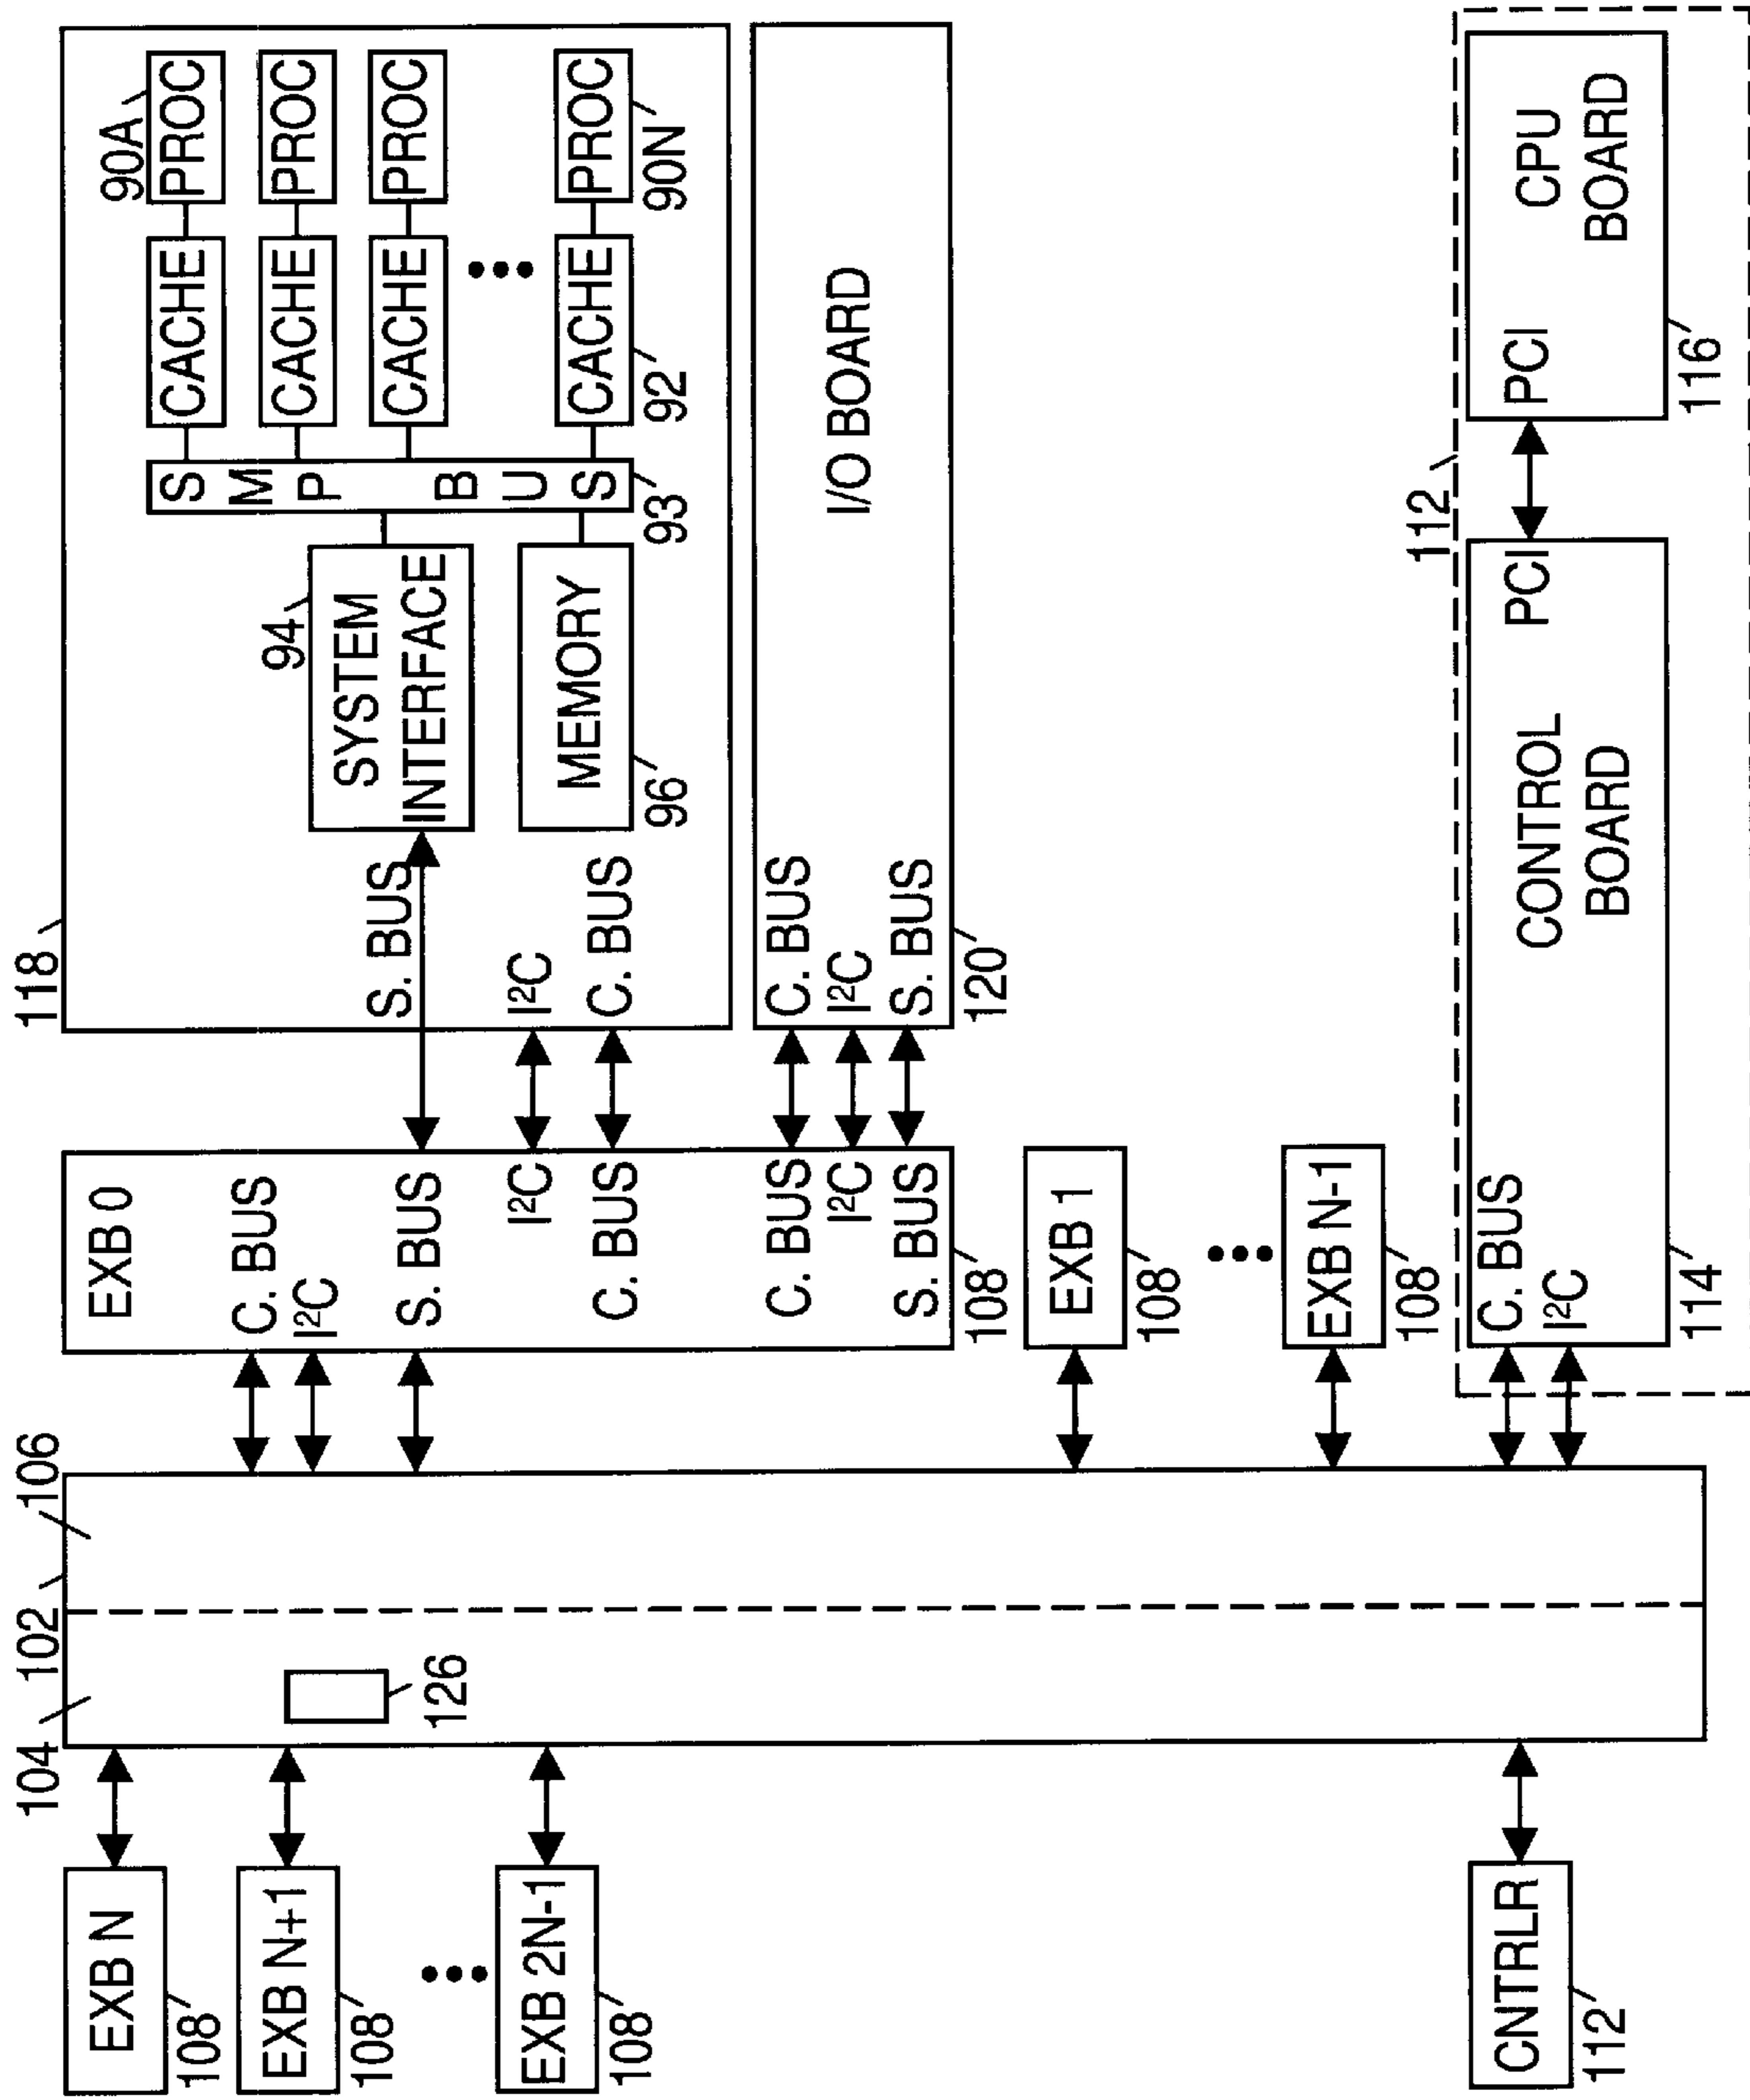 118
90A
CACHE
PROC
CACHE
PROC
CACHE
PROC
CACHE
PROC
92
90N
SMP BUS
93
94
SYSTEM
INTERFACE
MEMORY
96
S. BUS
I²C
C. BUS
I/O BOARD
C. BUS
I²C
S. BUS
120
EXB 0
C. BUS
I²C
S. BUS
I²C
C. BUS
C. BUS
I²C
S. BUS
108
EXB 1
108
EXB N-1
108
104
102
106
126
EXB N
108
EXB N+1
108
EXB 2N-1
108
CNTRLR
112
112
C. BUS
I²C
CONTROL
BOARD
PCI
114
PCI
CPU
BOARD
116